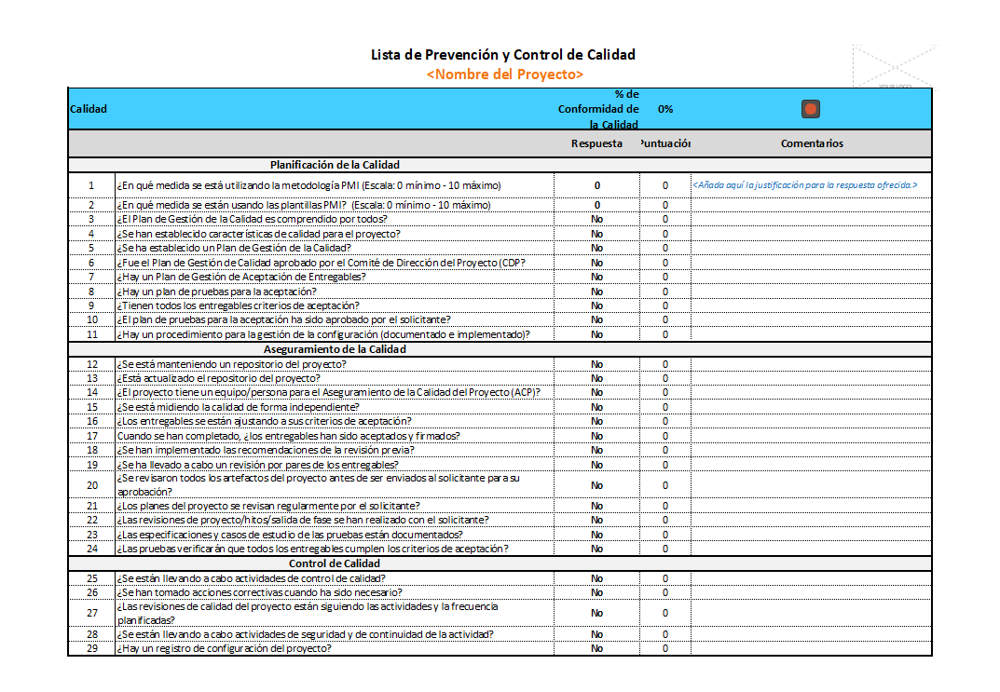 Lista de Prevención y Control de Calidad
<Nombre del Proyecto>
% de
Calidad Conformidad de 0%
la Calidad
Respuesta Puntuación Comentarios
Planificación de la Calidad
1 ¿En qué medida se está utilizando la metodología PMI (Escala: 0 mínimo - 10 máximo) 0 0 <Añada aquí la justificación para la respuesta ofrecida.>
2 ¿En qué medida se están usando las plantillas PMI? (Escala: 0 mínimo - 10 máximo) 0 0
3 ¿El Plan de Gestión de la Calidad es comprendido por todos? No 0
4 ¿Se han establecido características de calidad para el proyecto? No 0
5 ¿Se ha establecido un Plan de Gestión de la Calidad? No 0
6 ¿Fue el Plan de Gestión de Calidad aprobado por el Comité de Dirección del Proyecto (CDP? No 0
7 ¿Hay un Plan de Gestión de Aceptación de Entregables? No 0
8 ¿Hay un plan de pruebas para la aceptación? No 0
9 ¿Tienen todos los entregables criterios de aceptación? No 0
10 ¿El plan de pruebas para la aceptación ha sido aprobado por el solicitante? No 0
11 ¿Hay un procedimiento para la gestión de la configuración (documentado e implementado)? No 0
Aseguramiento de la Calidad
12 ¿Se está manteniendo un repositorio del proyecto? No 0
13 ¿Está actualizado el repositorio del proyecto? No 0
14 ¿El proyecto tiene un equipo/persona para el Aseguramiento de la Calidad del Proyecto (ACP)? No 0
15 ¿Se está midiendo la calidad de forma independiente? No 0
16 ¿Los entregables se están ajustando a sus criterios de aceptación? No 0
17 Cuando se han completado, ¿los entregables han sido aceptados y firmados? No 0
18 ¿Se han implementado las recomendaciones de la revisión previa? No 0
19 ¿Se ha llevado a cabo un revisión por pares de los entregables? No 0
20 ¿Se revisaron todos los artefactos del proyecto antes de ser enviados al solicitante para su
aprobación? No 0
21 ¿Los planes del proyecto se revisan regularmente por el solicitante? No 0
22 ¿Las revisiones de proyecto/hitos/salida de fase se han realizado con el solicitante? No 0
23 ¿Las especificaciones y casos de estudio de las pruebas están documentados? No 0
24 ¿Las pruebas verificarán que todos los entregables cumplen los criterios de aceptación? No 0
Control de Calidad
25 ¿Se están llevando a cabo actividades de control de calidad? No 0
26 ¿Se han tomado acciones correctivas cuando ha sido necesario? No 0
27 ¿Las revisiones de calidad del proyecto están siguiendo las actividades y la frecuencia
planificadas? No 0
28 ¿Se están llevando a cabo actividades de seguridad y de continuidad de la actividad? No 0
29 ¿Hay un registro de configuración del proyecto? No 0